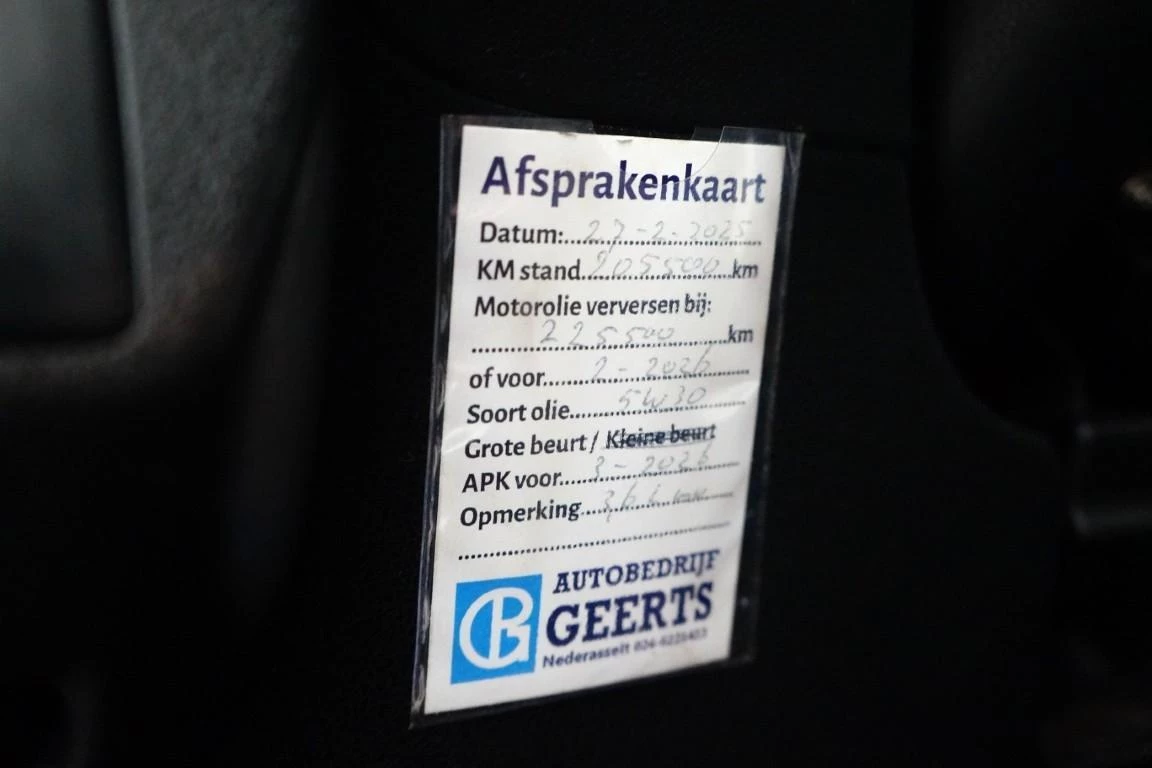 Afsprakenkaart
Datum: 27-2-2025
KM stand 205500 km
Motorolie verversen bij:
225500 km
of voor 2-2026
Soort olie 5W30
Grote beurt / Kleine beurt
APK voor 3-2026
Opmerking
AUTOBEDRIJF
GEERTS
Nederasselt